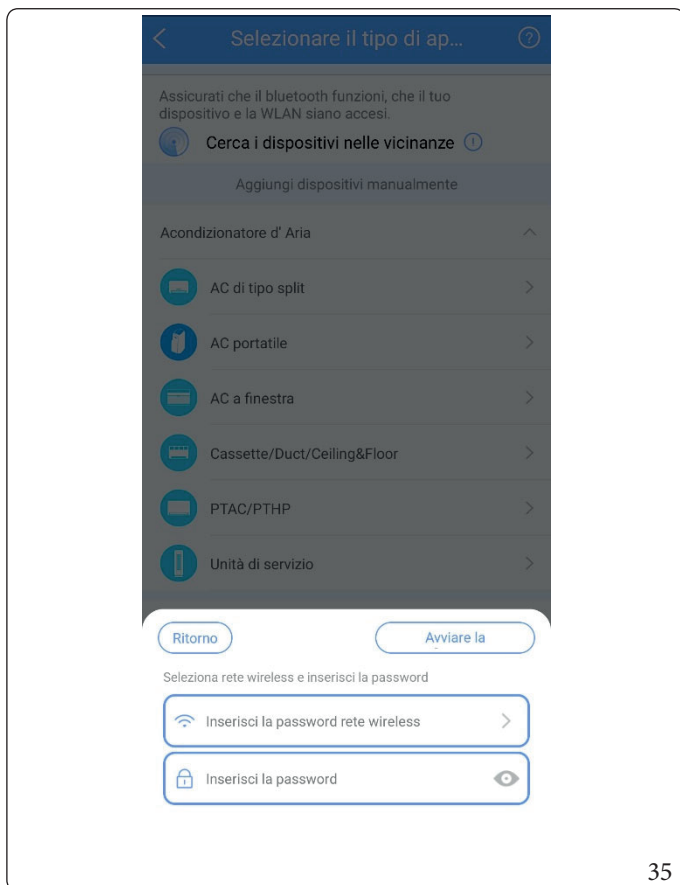 Selezionare il tipo di ap...
Assicurati che il bluetooth funzioni, che il tuo
dispositivo e la WLAN siano accesi.
Cerca i dispositivi nelle vicinanze
Aggiungi dispositivi manualmente
Acondizionatore d' Aria
AC di tipo split
AC portatile
AC a finestra
Cassette/Duct/Ceiling&Floor
PTAC/PTHP
Unità di servizio
Ritorno
Avviare la
Seleziona rete wireless e inserisci la password
Inserisci la password rete wireless
Inserisci la password
35